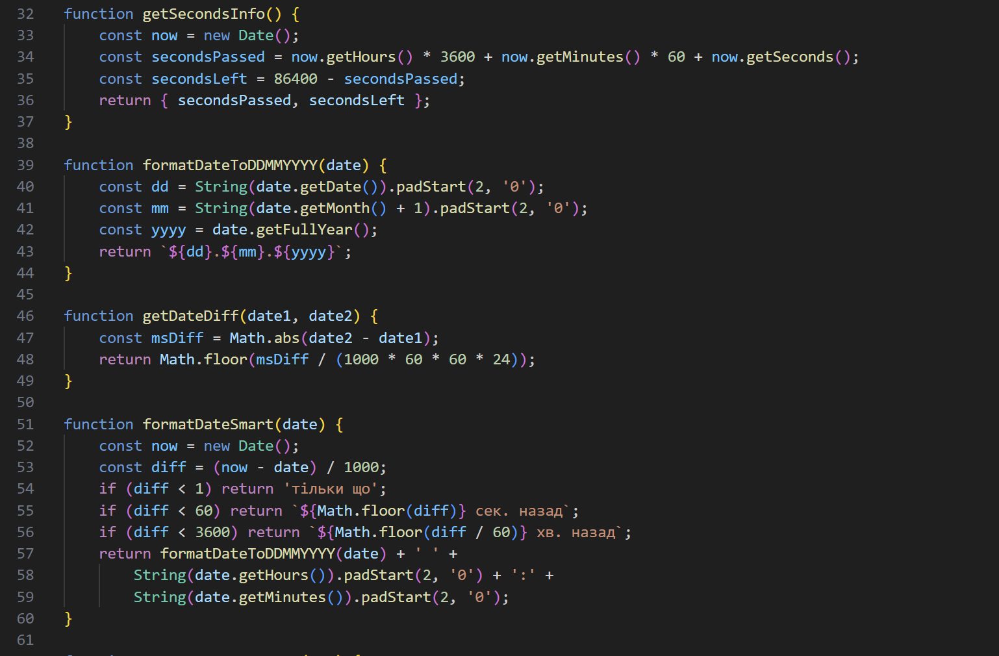 32 function getSecondsInfo() {
33     const now = new Date();
34     const secondsPassed = now.getHours() * 3600 + now.getMinutes() * 60 + now.getSeconds();
35     const secondsLeft = 86400 - secondsPassed;
36     return { secondsPassed, secondsLeft };
37 }
38
39 function formatDateToDDMMYYYY(date) {
40     const dd = String(date.getDate()).padStart(2, '0');
41     const mm = String(date.getMonth() + 1).padStart(2, '0');
42     const yyyy = date.getFullYear();
43     return `${dd}.${mm}.${yyyy}`;
44 }
45
46 function getDateDiff(date1, date2) {
47     const msDiff = Math.abs(date2 - date1);
48     return Math.floor(msDiff / (1000 * 60 * 60 * 24));
49 }
50
51 function formatDateSmart(date) {
52     const now = new Date();
53     const diff = (now - date) / 1000;
54     if (diff < 1) return 'тільки що';
55     if (diff < 60) return `${Math.floor(diff)} сек. назад`;
56     if (diff < 3600) return `${Math.floor(diff / 60)} хв. назад`;
57     return formatDateToDDMMYYYY(date) + ' ' +
58         String(date.getHours()).padStart(2, '0') + ':' +
59         String(date.getMinutes()).padStart(2, '0');
60 }
61